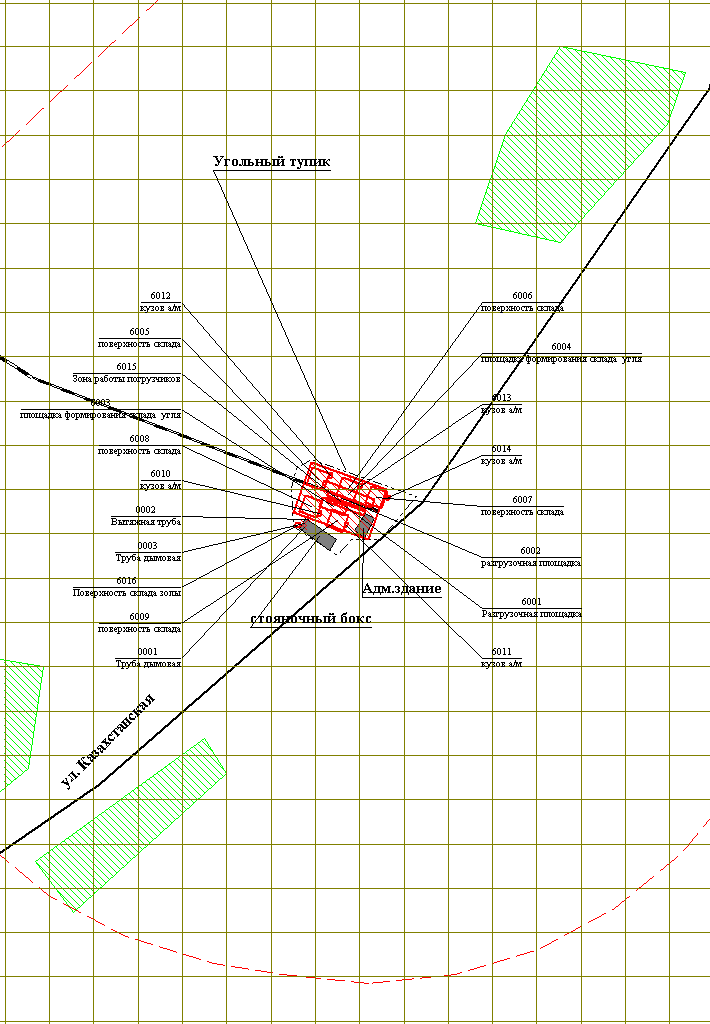 Угольный тупик
6012
кузов а/м
6005
поверхность склада
6015
Зона работы погрузчиков
6003
площадка формирования склада угля
6008
поверхность склада
6010
кузов а/м
0002
Вытяжная труба
0003
Труба дымовая
6016
Поверхность склада золы
6009
поверхность склада
0001
Труба дымовая
6006
поверхность склада
6004
площадка формирования склада угля
6013
кузов а/м
6014
кузов а/м
6007
поверхность склада
6002
разгрузочная площадка
6001
Разгрузочная площадка
6011
кузов а/м
Адм.здание
стояночный бокс
ул. Казахстанская